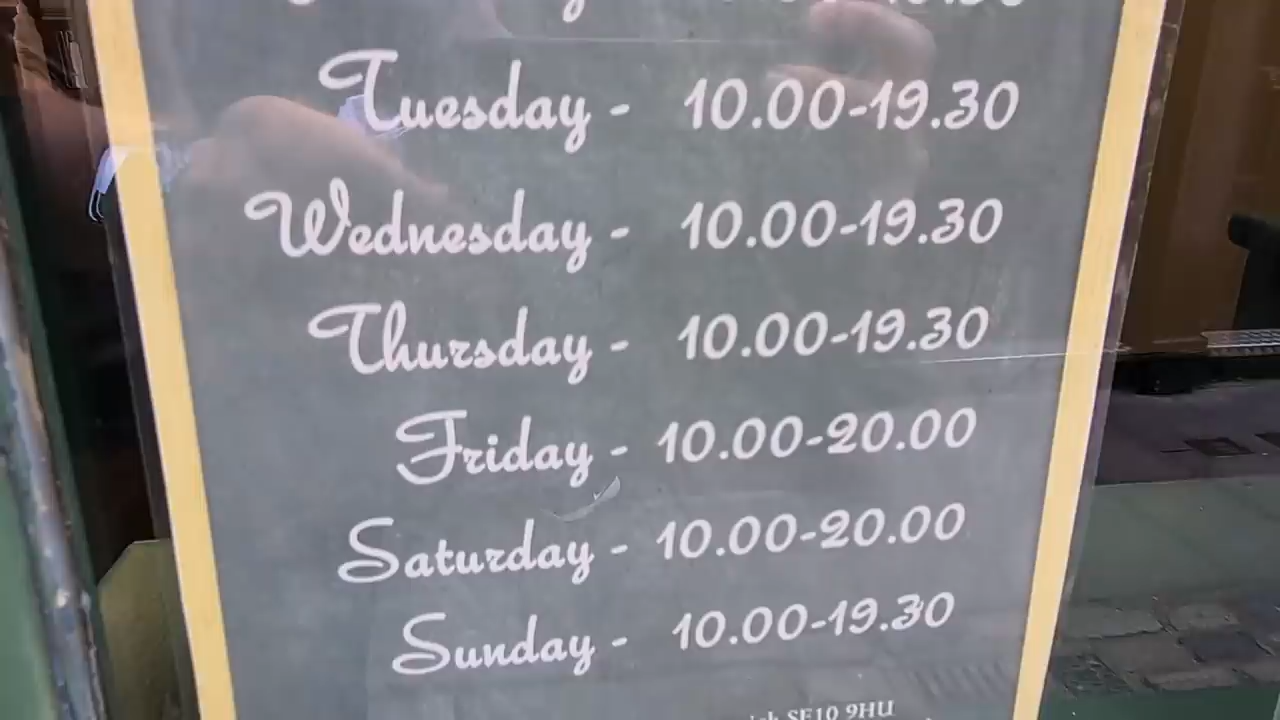 Tuesday - 10.00-19.30
Wednesday - 10.00-19.30
Thursday - 10.00-19.30
Friday - 10.00-20.00
Saturday - 10.00-20.00
Sunday - 10.00-19.30
SE10 9HU